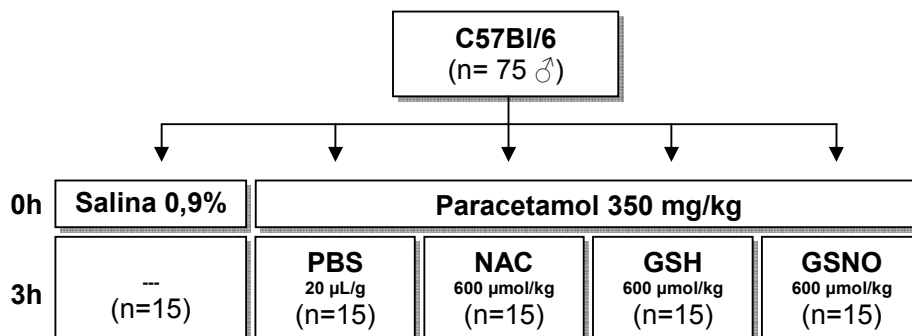 C57Bl/6
(n= 75 ♂)
0h
Salina 0,9%
Paracetamol 350 mg/kg
3h
---
(n=15)
PBS
20 µL/g
(n=15)
NAC
600 µmol/kg
(n=15)
GSH
600 µmol/kg
(n=15)
GSNO
600 µmol/kg
(n=15)